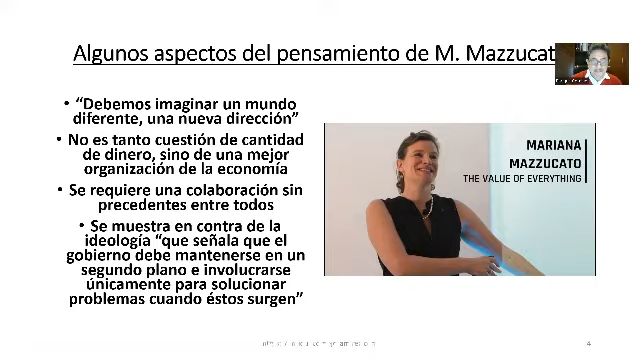 Algunos aspectos del pensamiento de M. Mazzucat
• “Debemos imaginar un mundo
diferente, una nueva dirección”
• No es tanto cuestión de cantidad
de dinero, sino de una mejor
organización de la economía
• Se requiere una colaboración sin
precedentes entre todos
• Se muestra en contra de la
ideología “que señala que el
gobierno debe mantenerse en un
segundo plano e involucrarse
únicamente para solucionar
problemas cuando éstos surgen”
MARIANA
MAZZUCATO
THE VALUE OF EVERYTHING
4